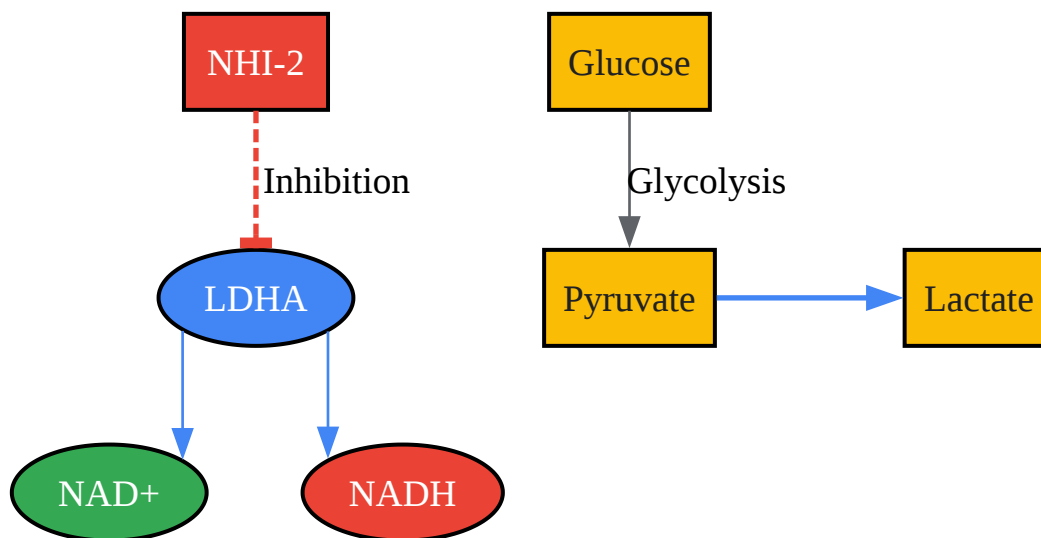 NHI-2
Glucose
Inhibition
Glycolysis
LDHA
Pyruvate
Lactate
NAD+
NADH